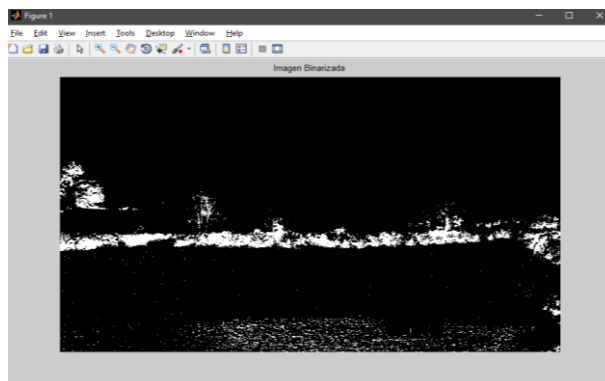 Figure 1
File Edit View Insert Tools Desktop Window Help
Imagen Binarizada